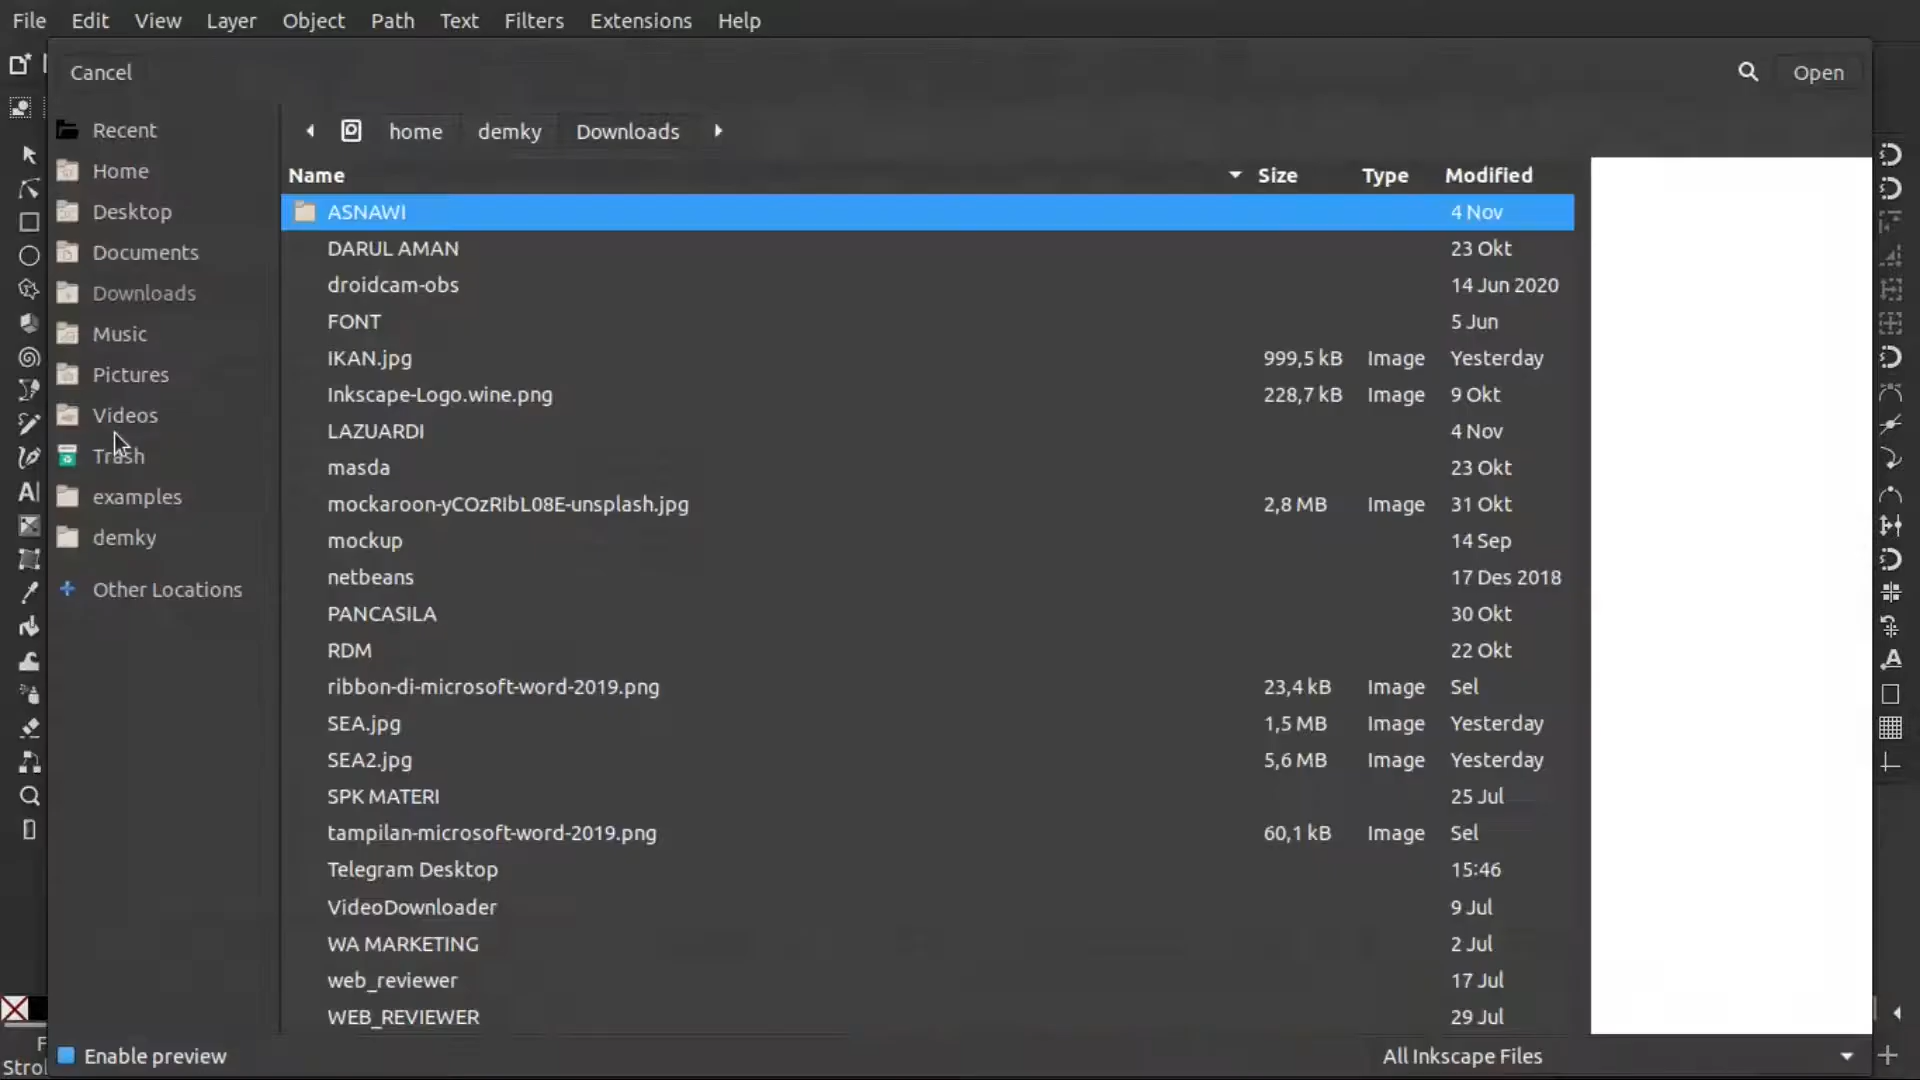 File Edit View Layer Object Path Text Filters Extensions Help
Cancel Open
Recent
Home
Desktop
Documents
Downloads
Music
Pictures
Videos
Trash
examples
demky
Other Locations
home demky Downloads
Name Size Type Modified
ASNAWI 4 Nov
DARUL AMAN 23 Okt
droidcam-obs 14 Jun 2020
FONT 5 Jun
IKAN.jpg 999,5 kB Image Yesterday
Inkscape-Logo.wine.png 228,7 kB Image 9 Okt
LAZUARDI 4 Nov
masda 23 Okt
mockaroon-yCOzRIbL08E-unsplash.jpg 2,8 MB Image 31 Okt
mockup 14 Sep
netbeans 17 Des 2018
PANCASILA 30 Okt
RDM 22 Okt
ribbon-di-microsoft-word-2019.png 23,4 kB Image Sel
SEA.jpg 1,5 MB Image Yesterday
SEA2.jpg 5,6 MB Image Yesterday
SPK MATERI 25 Jul
tampilan-microsoft-word-2019.png 60,1 kB Image Sel
Telegram Desktop 15:46
VideoDownloader 9 Jul
WA MARKETING 2 Jul
web_reviewer 17 Jul
WEB_REVIEWER 29 Jul
F
Enable preview All Inkscape Files
Stro